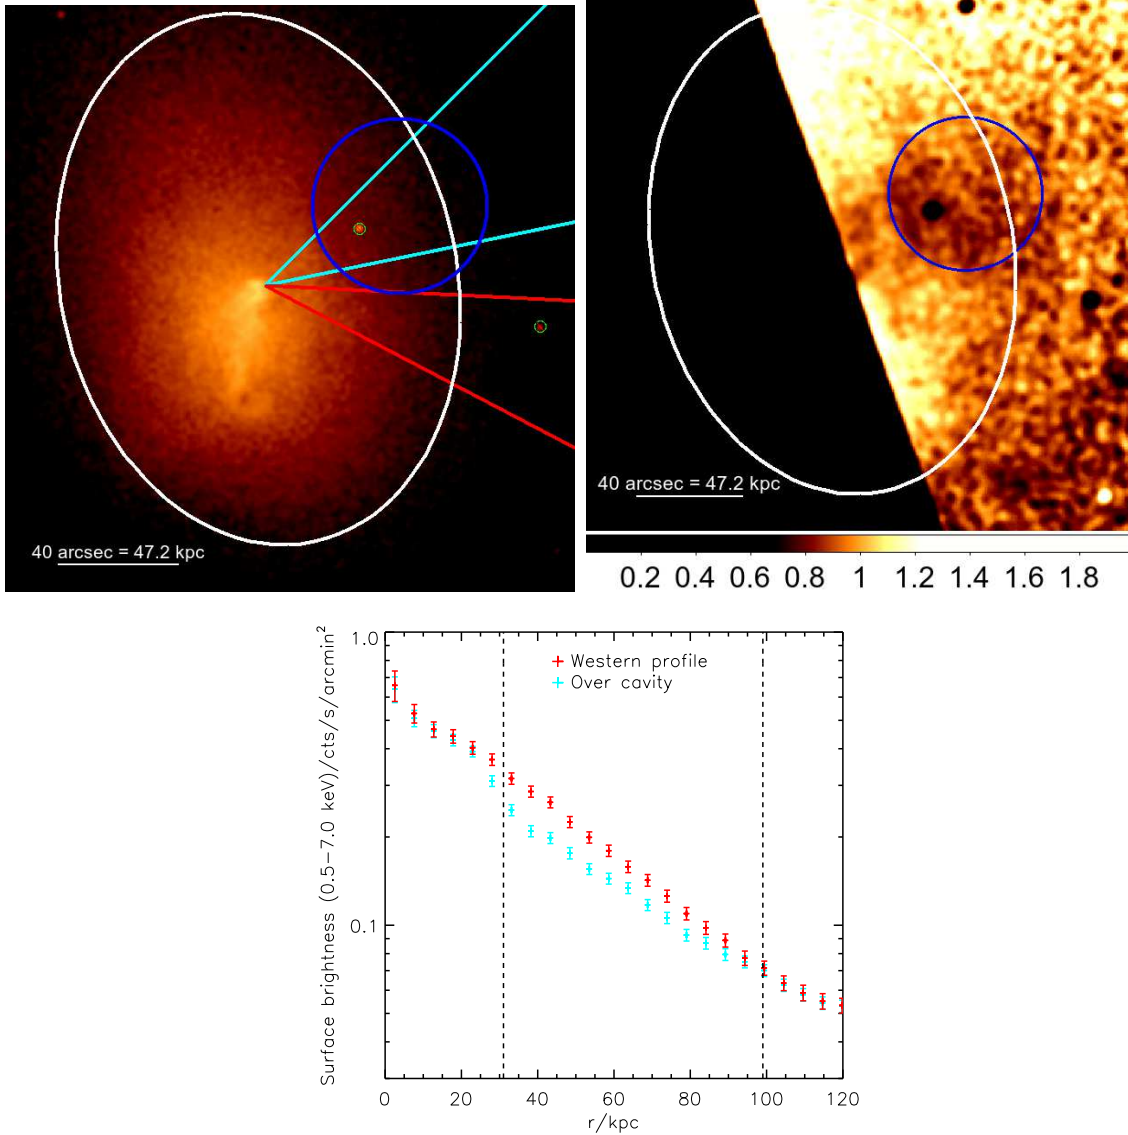 40 arcsec = 47.2 kpc
40 arcsec = 47.2 kpc
0.2 0.4 0.6 0.8 1 1.2 1.4 1.6 1.8
Surface brightness (0.5−7.0 keV)/cts/s/arcmin²
1.0
0.1
Western profile
Over cavity
0 20 40 60 80 100 120
r/kpc